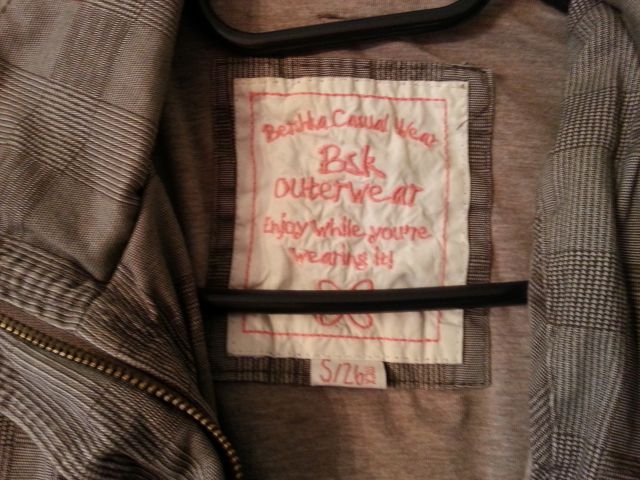 Bershka Casual Wear
Bsk
outerwear
Enjoy while you're
wearing it!
S/26